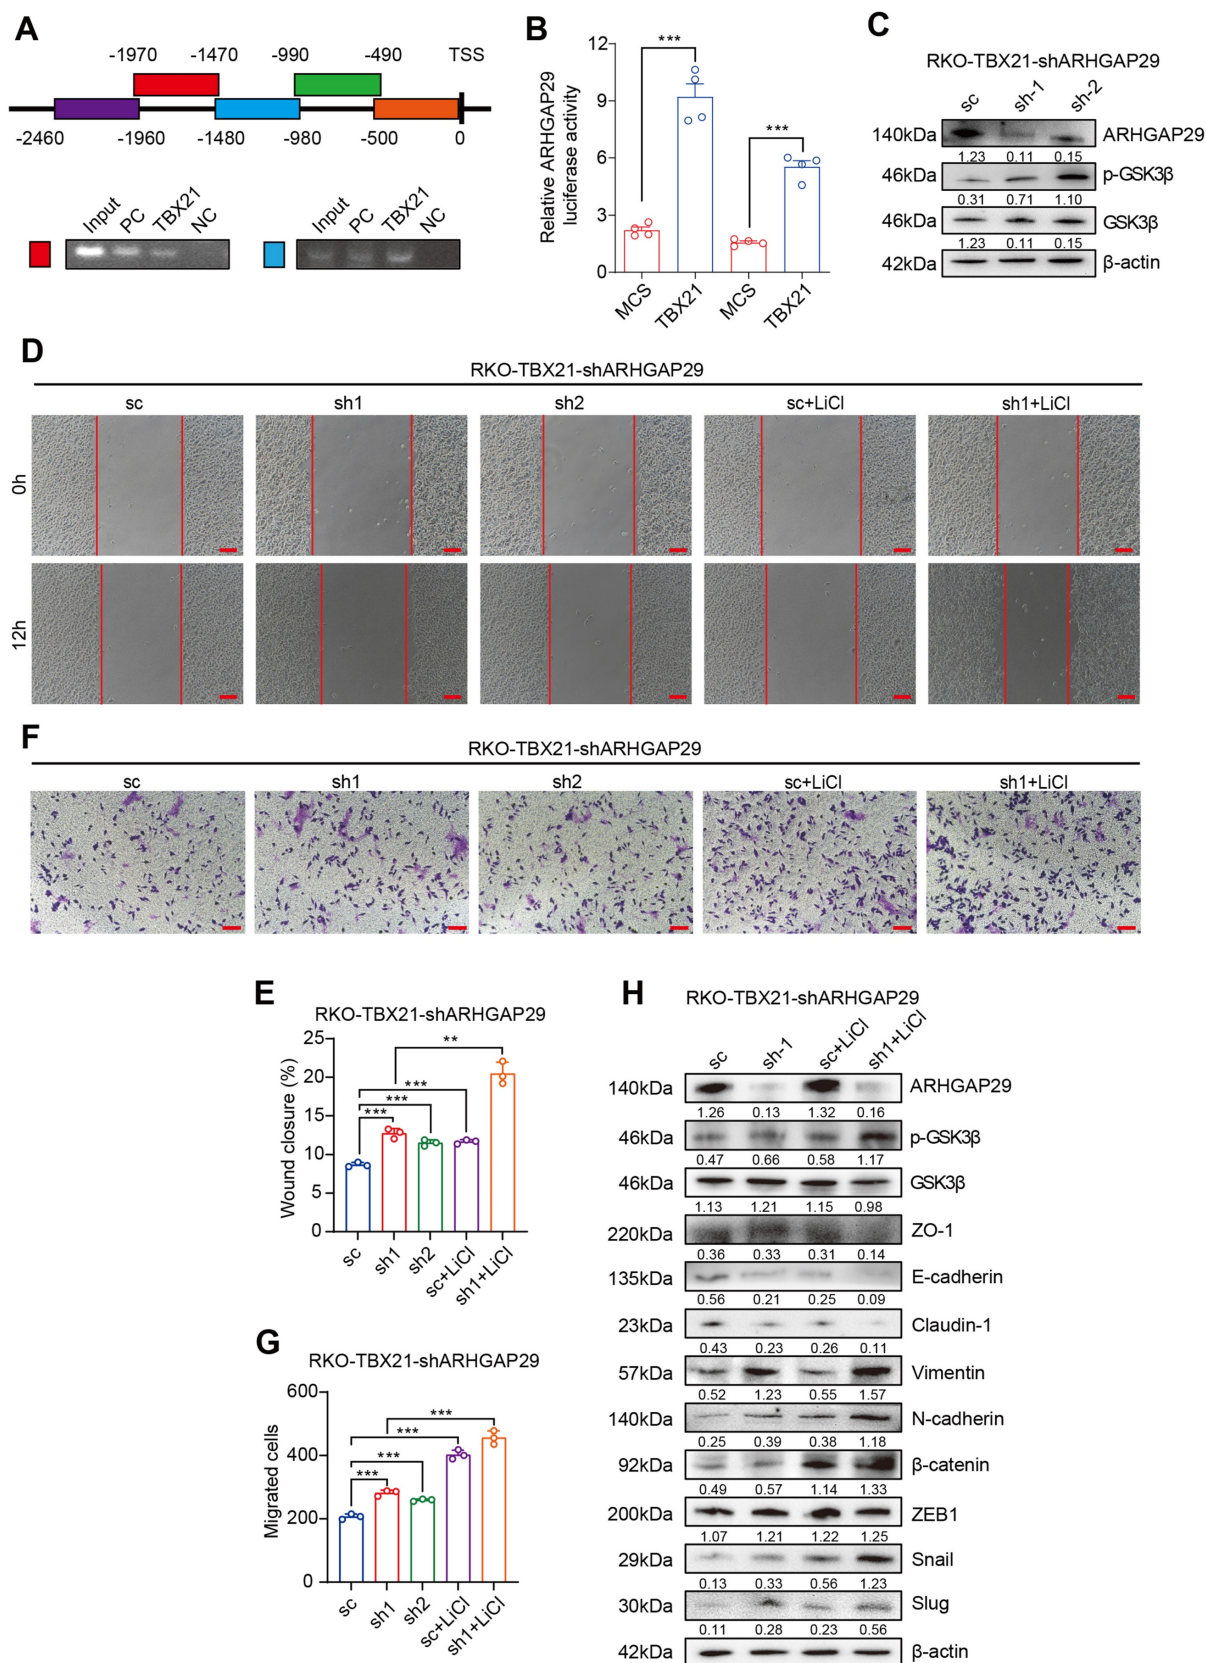 A
-1970 -1470 -990 -490 TSS
-2460 -1960 -1480 -980 -500 0
Input PC TBX21 NC
Input PC TBX21 NC
B
Relative ARHGAP29
luciferase activity
12
9
6
3
0
*** ***
MCS TBX21 MCS TBX21
C
RKO-TBX21-shARHGAP29
sc sh-1 sh-2
140kDa ARHGAP29
1.23 0.11 0.15
46kDa p-GSK3β
0.31 0.71 1.10
46kDa GSK3β
1.23 0.11 0.15
42kDa β-actin
D
RKO-TBX21-shARHGAP29
sc sh1 sh2 sc+LiCl sh1+LiCl
0h
12h
F
RKO-TBX21-shARHGAP29
sc sh1 sh2 sc+LiCl sh1+LiCl
E
RKO-TBX21-shARHGAP29
Wound closure (%)
25
20
15
10
5
0
**
***
***
***
sc sh1 sh2 sc+LiCl sh1+LiCl
G
RKO-TBX21-shARHGAP29
Migrated cells
600
400
200
0
***
***
***
***
sc sh1 sh2 sc+LiCl sh1+LiCl
H
RKO-TBX21-shARHGAP29
sc sh-1 sc+LiCl sh1+LiCl
140kDa ARHGAP29
1.26 0.13 1.32 0.16
46kDa p-GSK3β
0.47 0.66 0.58 1.17
46kDa GSK3β
1.13 1.21 1.15 0.98
220kDa ZO-1
0.36 0.33 0.31 0.14
135kDa E-cadherin
0.56 0.21 0.25 0.09
23kDa Claudin-1
0.43 0.23 0.26 0.11
57kDa Vimentin
0.52 1.23 0.55 1.57
140kDa N-cadherin
0.25 0.39 0.38 1.18
92kDa β-catenin
0.49 0.57 1.14 1.33
200kDa ZEB1
1.07 1.21 1.22 1.25
29kDa Snail
0.13 0.33 0.56 1.23
30kDa Slug
0.11 0.28 0.23 0.56
42kDa β-actin